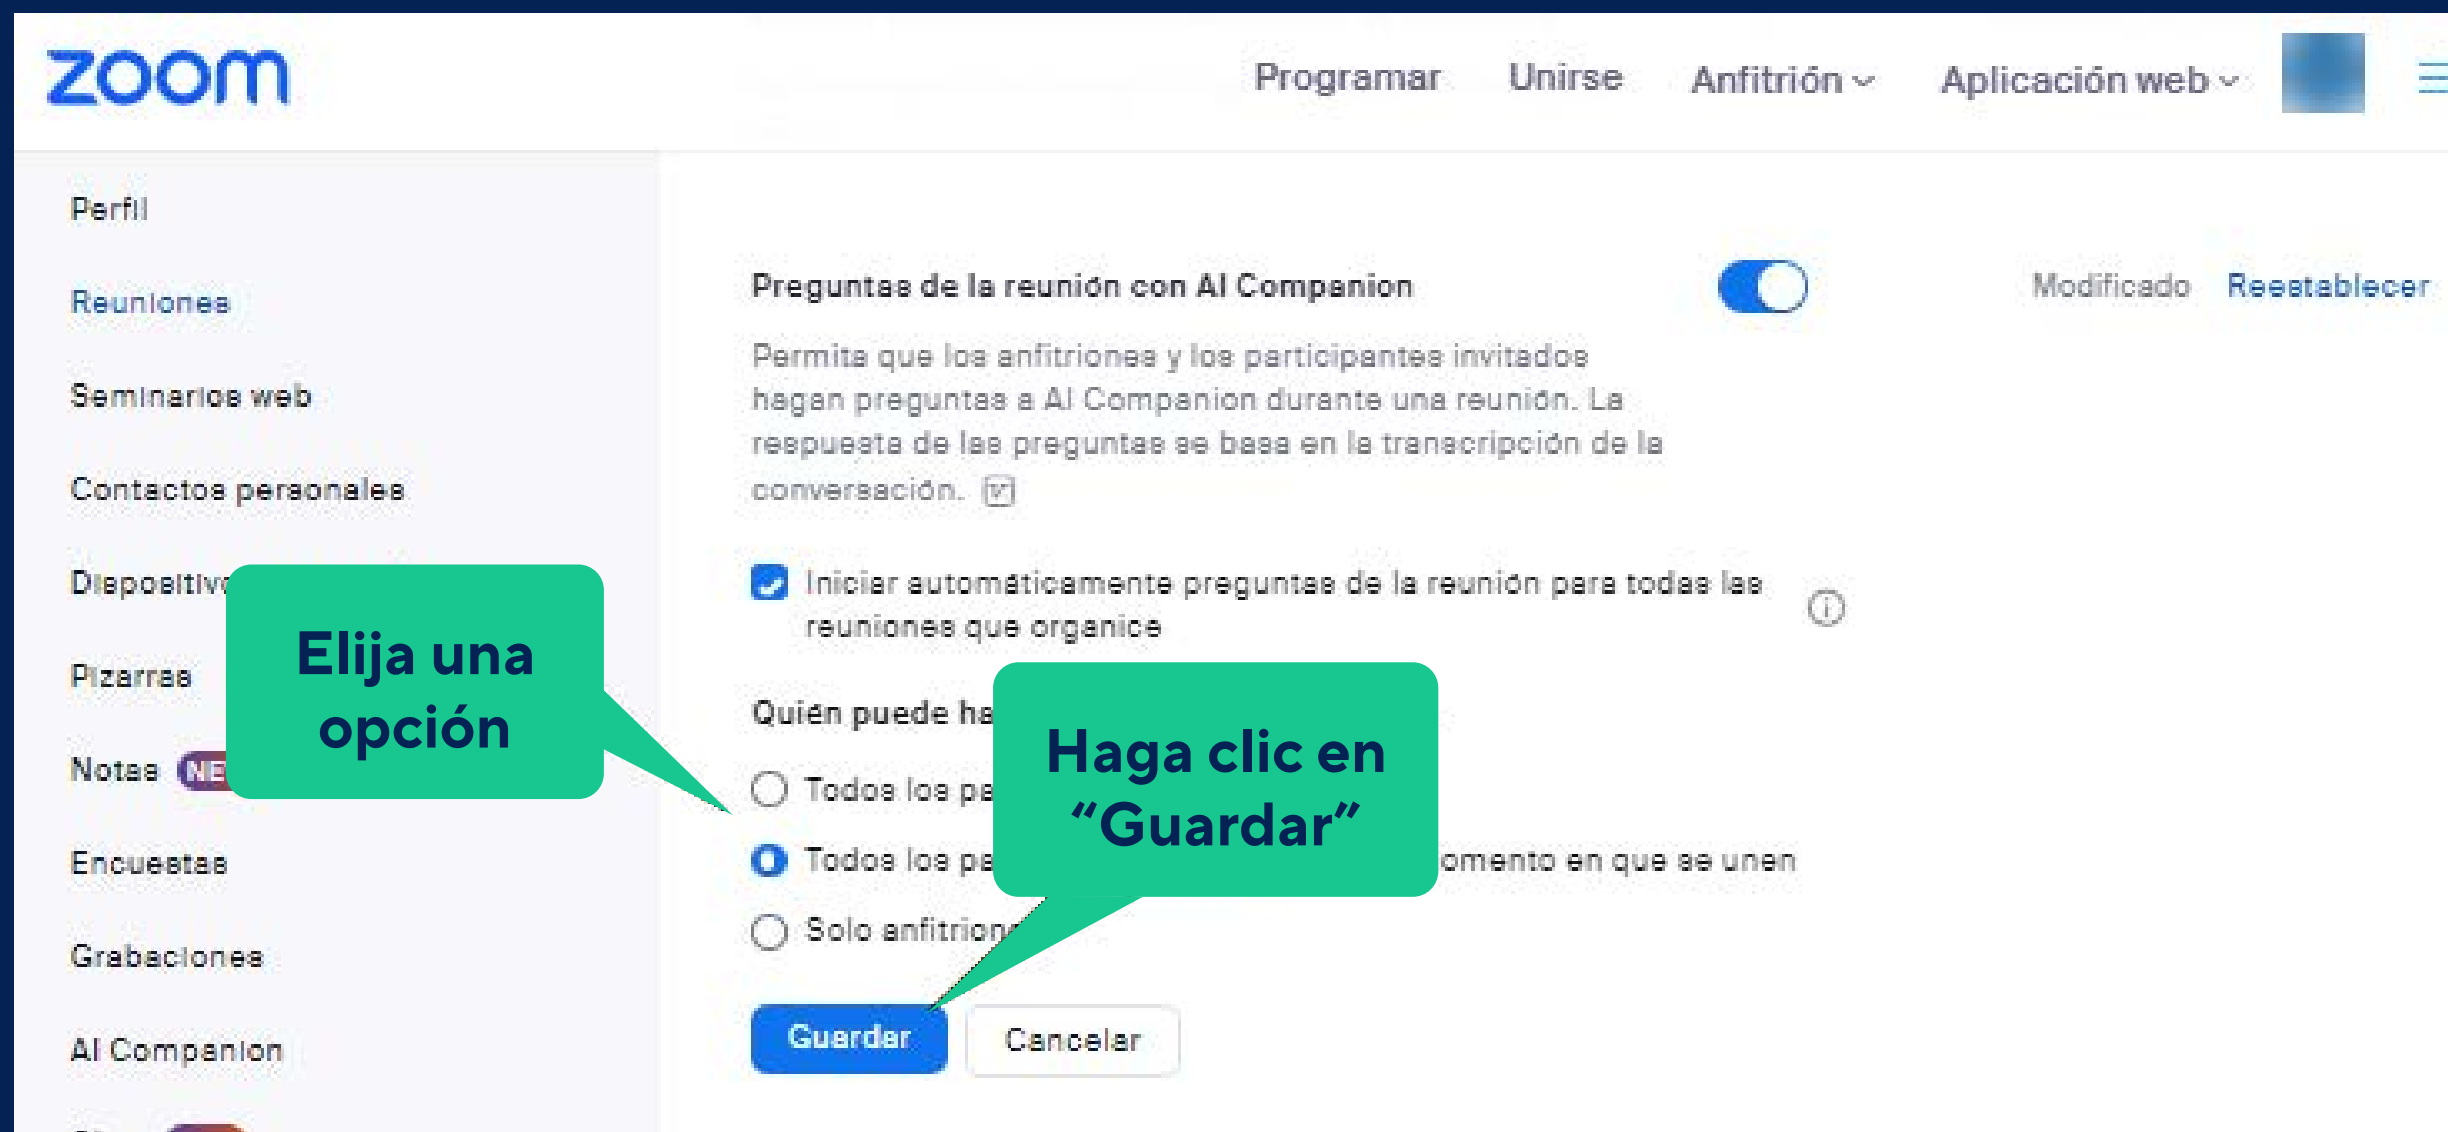 zoom
Programar Unirse Anfitrión Aplicación web
Perfil
Reuniones
Seminarios web
Contactos personales
Pizarras
Notas
Encuestas
Grabaciones
AI Companion
Preguntas de la reunión con AI Companion
Modificado Reestablecer
Permita que los anfitriones y los participantes invitados
hagan preguntas a AI Companion durante una reunión. La
respuesta de las preguntas se basa en la transcripción de la
conversación.
Iniciar automáticamente preguntas de la reunión para todas las
reuniones que organice
Quién puede
Todos los
Todos los
en que se unen
Solo
Guardar Cancelar
Elija una
opción
Haga clic en
“Guardar”